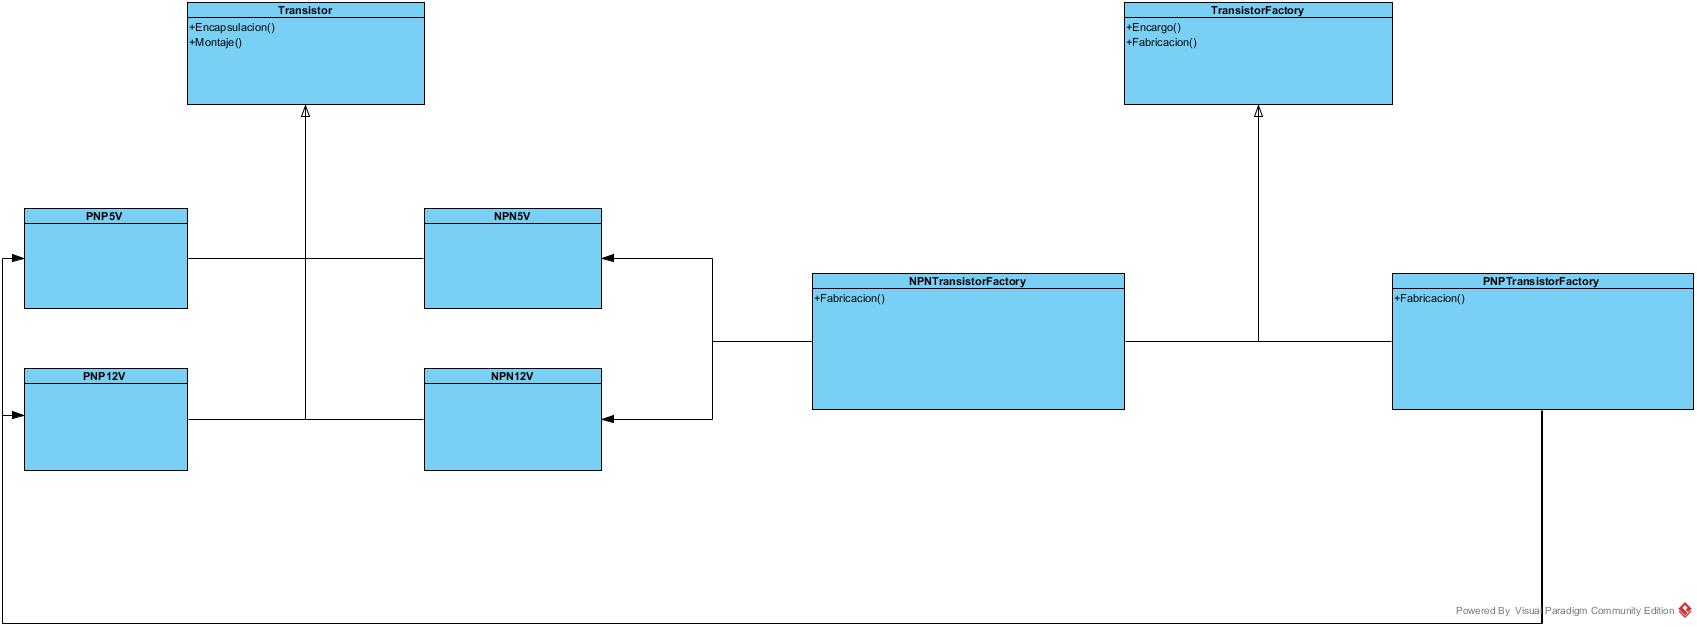 Transistor
+Encapsulacion()
+Montaje()
TransistorFactory
+Encargo()
+Fabricacion()
PNP5V
NPN5V
NPNTransistorFactory
+Fabricacion()
PNPTransistorFactory
+Fabricacion()
PNP12V
NPN12V
Powered By Visual Paradigm Community Edition